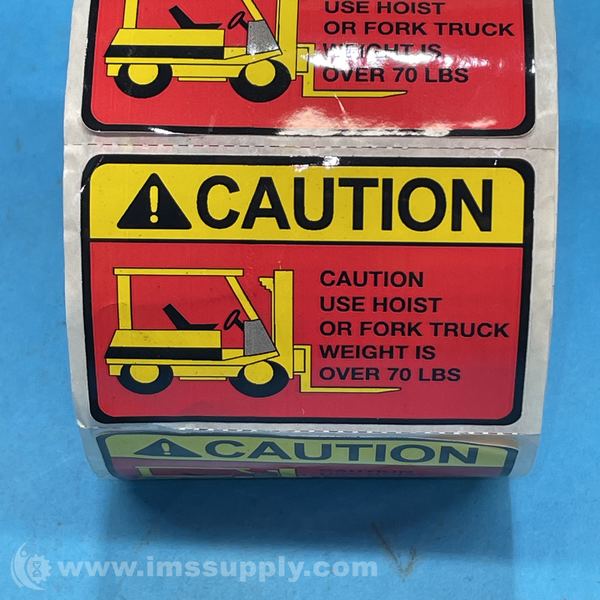 USE HOIST
OR FORK TRUCK
WEIGHT IS
OVER 70 LBS
CAUTION
CAUTION
USE HOIST
OR FORK TRUCK
WEIGHT IS
OVER 70 LBS
CAUTION
CAUTION
www.imssupply.com